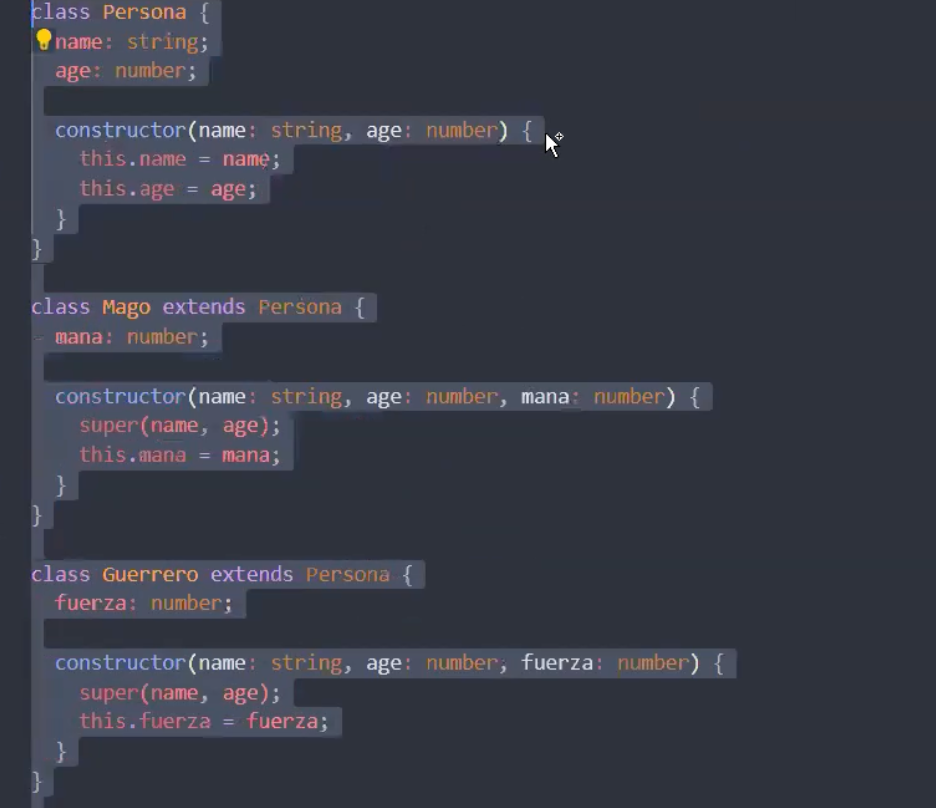 class Persona {
name: string;
age: number;
constructor(name: string, age: number) {
this.name = name;
this.age = age;
}
}
class Mago extends Persona {
mana: number;
constructor(name: string, age: number, mana: number) {
super(name, age);
this.mana = mana;
}
}
class Guerrero extends Persona {
fuerza: number;
constructor(name: string, age: number, fuerza: number) {
super(name, age);
this.fuerza = fuerza;
}
}